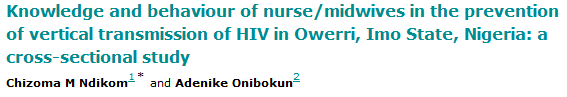 Knowledge and behaviour of nurse/midwives in the prevention
of vertical transmission of HIV in Owerri, Imo State, Nigeria: a
cross-sectional study
Chizoma M Ndikom1* and Adenike Onibokun2